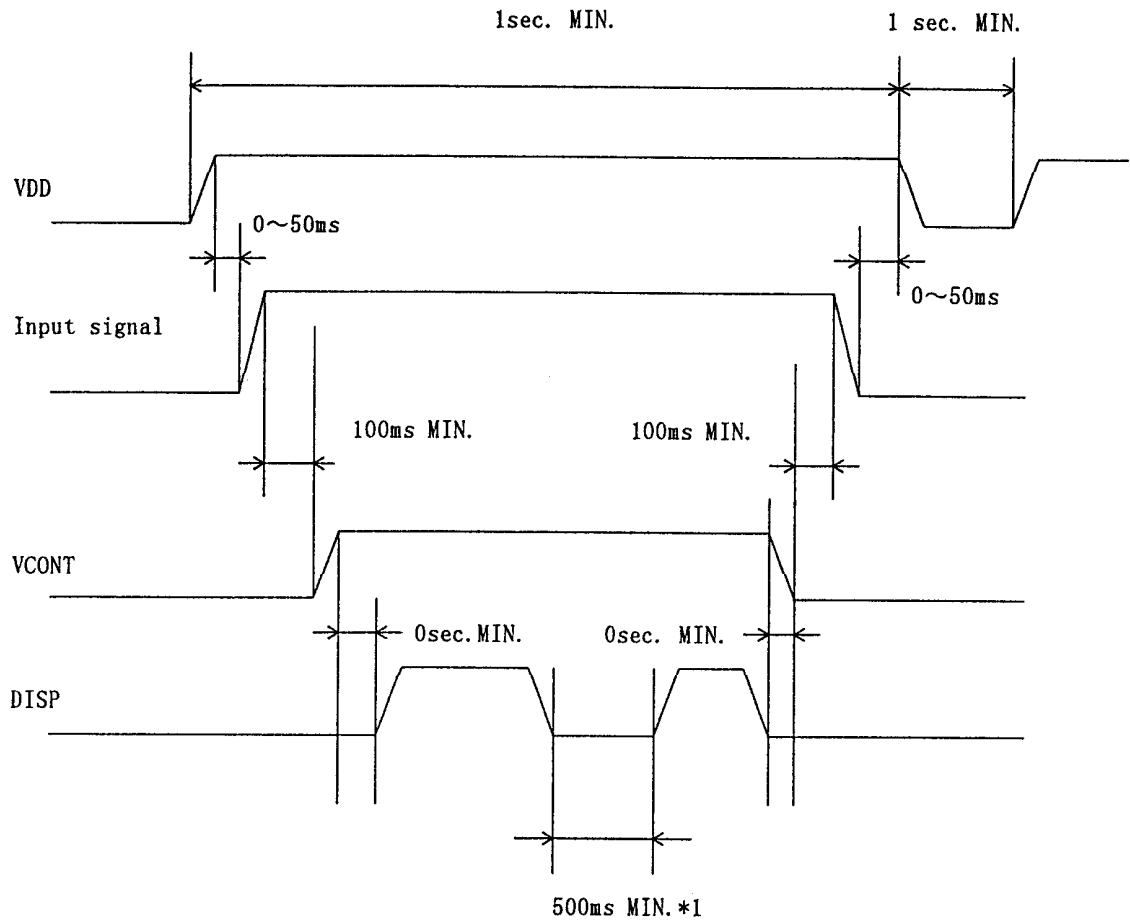 1sec. MIN.
1 sec. MIN.
VDD
0～50ms
0～50ms
Input signal
100ms MIN.
100ms MIN.
VCONT
0sec. MIN.
0sec. MIN.
DISP
500ms MIN.*1